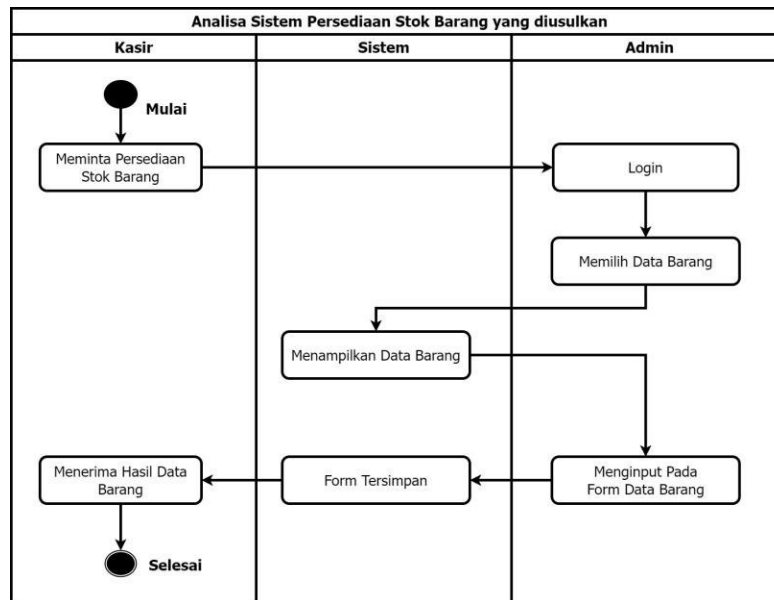 Analisa Sistem Persediaan Stok Barang yang diusulkan
Kasir
Sistem
Admin
Mulai
Meminta Persediaan
Stok Barang
Login
Memilih Data Barang
Menampilkan Data Barang
Menerima Hasil Data
Barang
Form Tersimpan
Menginput Pada
Form Data Barang
Selesai